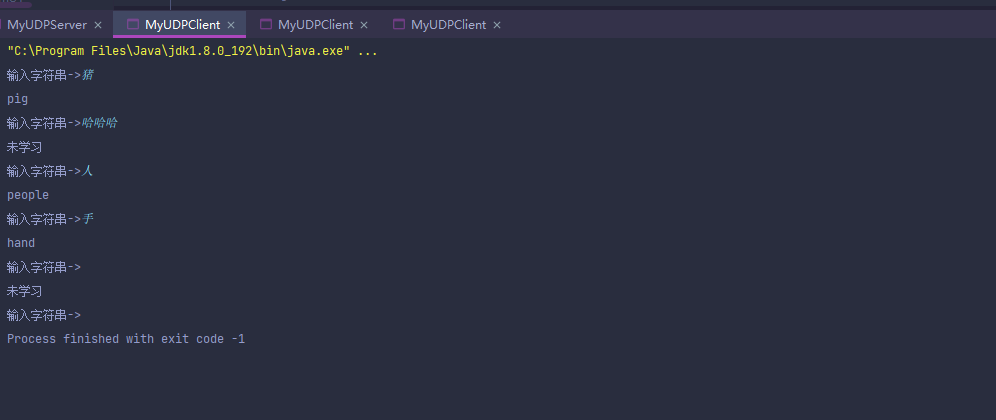 MyUDPServer × MyUDPClient × MyUDPClient × MyUDPClient ×
"C:\Program Files\Java\jdk1.8.0_192\bin\java.exe" ...
输入字符串->猪
pig
输入字符串->哈哈哈
未学习
输入字符串->人
people
输入字符串->手
hand
输入字符串->
未学习
输入字符串->
Process finished with exit code -1